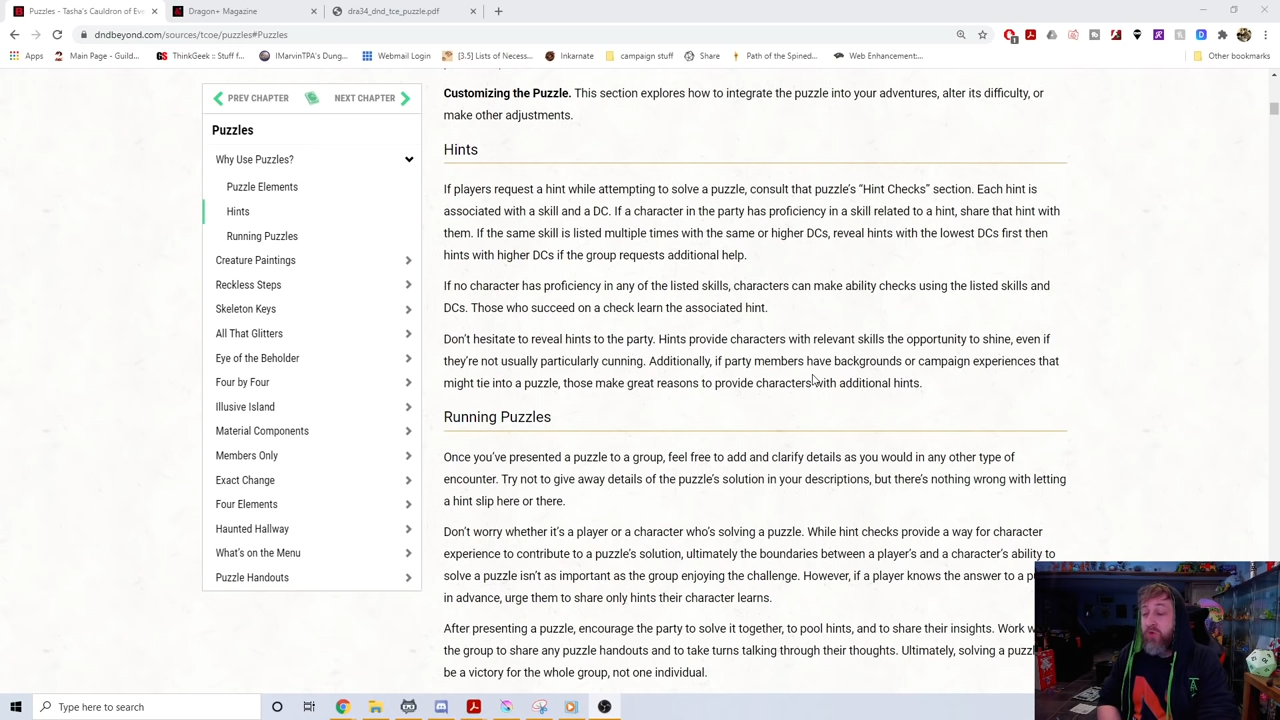 Puzzles - Tasha's Cauldron of Eve
Dragon+ Magazine
dra34_dnd_tce_puzzle.pdf
dndbeyond.com/sources/tcoe/puzzles#Puzzles
Apps
Main Page - Guild...
ThinkGeek :: Stuff f...
IMarvinTPA's Dung...
Webmail Login
[3.5] Lists of Necess...
Inkarnate
campaign stuff
Share
Path of the Spined...
Web Enhancement:...
Other bookmarks
PREV CHAPTER
NEXT CHAPTER
Puzzles
Why Use Puzzles?
Puzzle Elements
Hints
Running Puzzles
Creature Paintings
Reckless Steps
Skeleton Keys
All That Glitters
Eye of the Beholder
Four by Four
Illusive Island
Material Components
Members Only
Exact Change
Four Elements
Haunted Hallway
What's on the Menu
Puzzle Handouts
Customizing the Puzzle. This section explores how to integrate the puzzle into your adventures, alter its difficulty, or
make other adjustments.
Hints
If players request a hint while attempting to solve a puzzle, consult that puzzle's “Hint Checks” section. Each hint is
associated with a skill and a DC. If a character in the party has proficiency in a skill related to a hint, share that hint with
them. If the same skill is listed multiple times with the same or higher DCs, reveal hints with the lowest DCs first then
hints with higher DCs if the group requests additional help.
If no character has proficiency in any of the listed skills, characters can make ability checks using the listed skills and
DCs. Those who succeed on a check learn the associated hint.
Don't hesitate to reveal hints to the party. Hints provide characters with relevant skills the opportunity to shine, even if
they're not usually particularly cunning. Additionally, if party members have backgrounds or campaign experiences that
might tie into a puzzle, those make great reasons to provide characters with additional hints.
Running Puzzles
Once you've presented a puzzle to a group, feel free to add and clarify details as you would in any other type of
encounter. Try not to give away details of the puzzle's solution in your descriptions, but there's nothing wrong with letting
a hint slip here or there.
Don't worry whether it's a player or a character who's solving a puzzle. While hint checks provide a way for character
experience to contribute to a puzzle's solution, ultimately the boundaries between a player's and a character's ability to
solve a puzzle isn't as important as the group enjoying the challenge. However, if a player knows the answer to a
in advance, urge them to share only hints their character learns.
After presenting a puzzle, encourage the party to solve it together, to pool hints, and to share their insights. Work
the group to share any puzzle handouts and to take turns talking through their thoughts. Ultimately, solving a
be a victory for the whole group, not one individual.
Type here to search